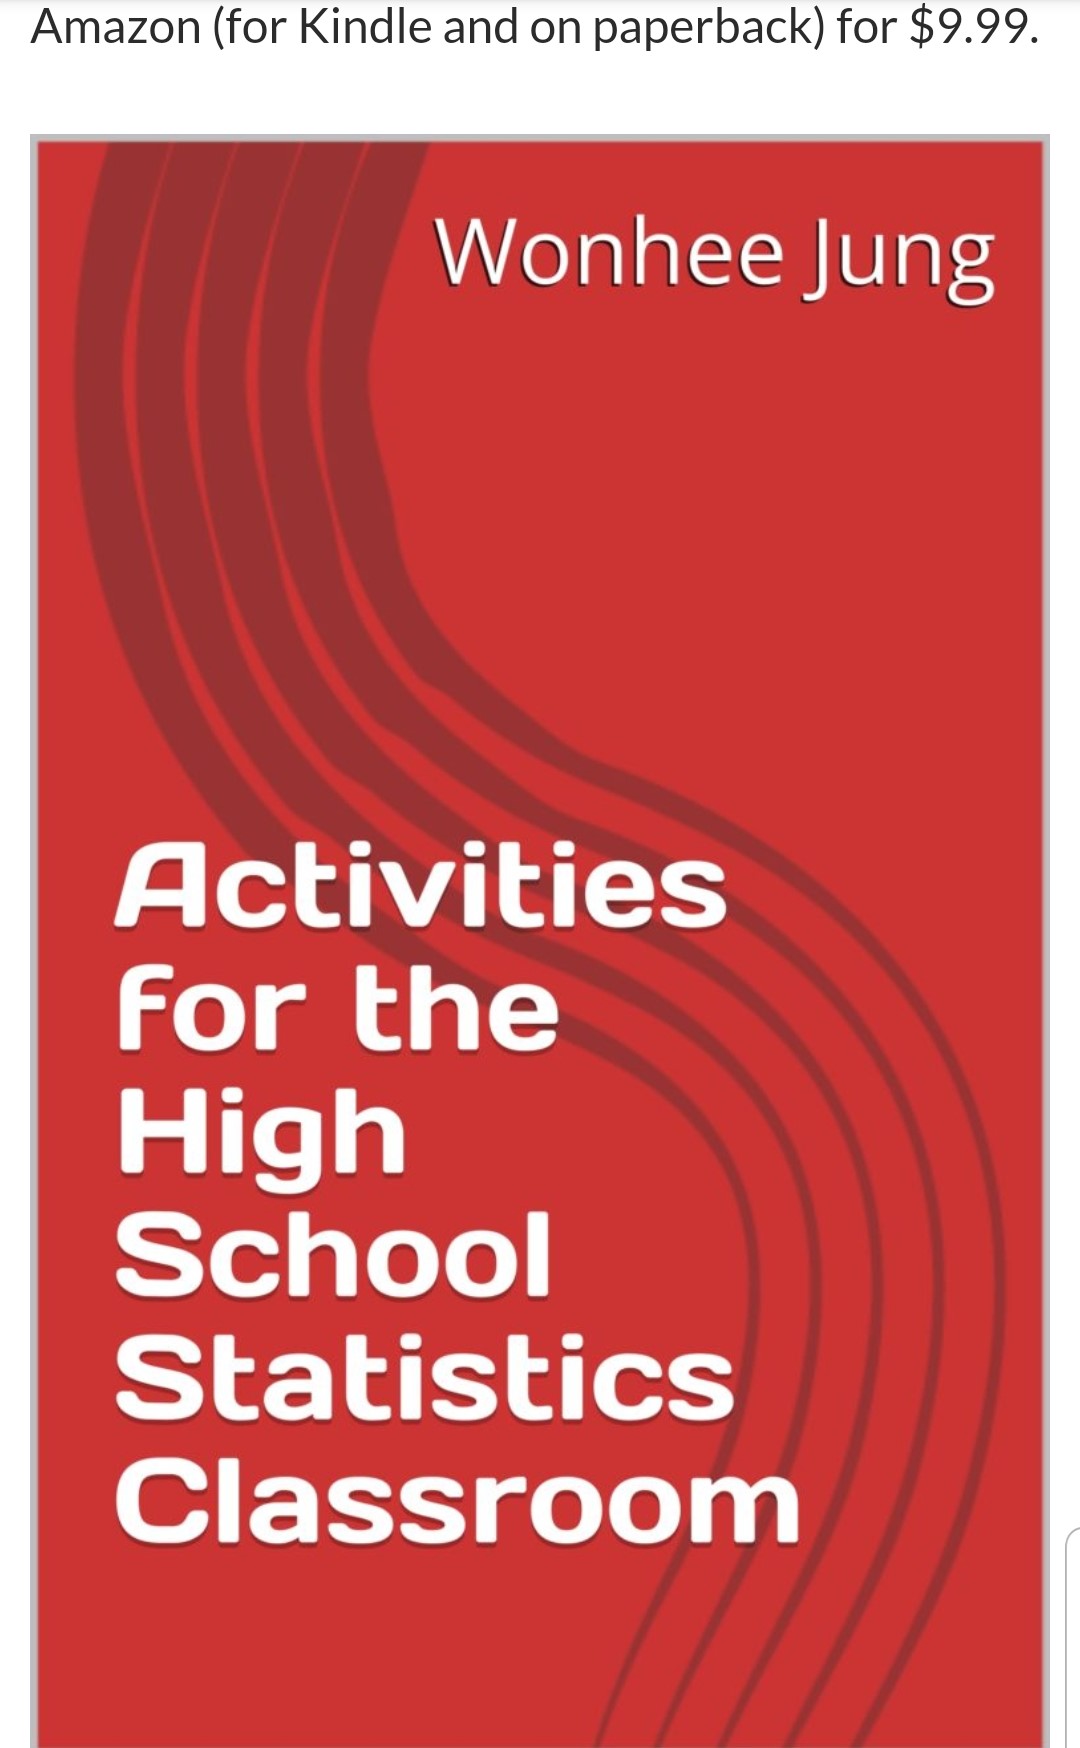 Amazon (for Kindle and on paperback) for $9.99.
Wonhee Jung
Activities
for the
High
School
Statistics
Classroom